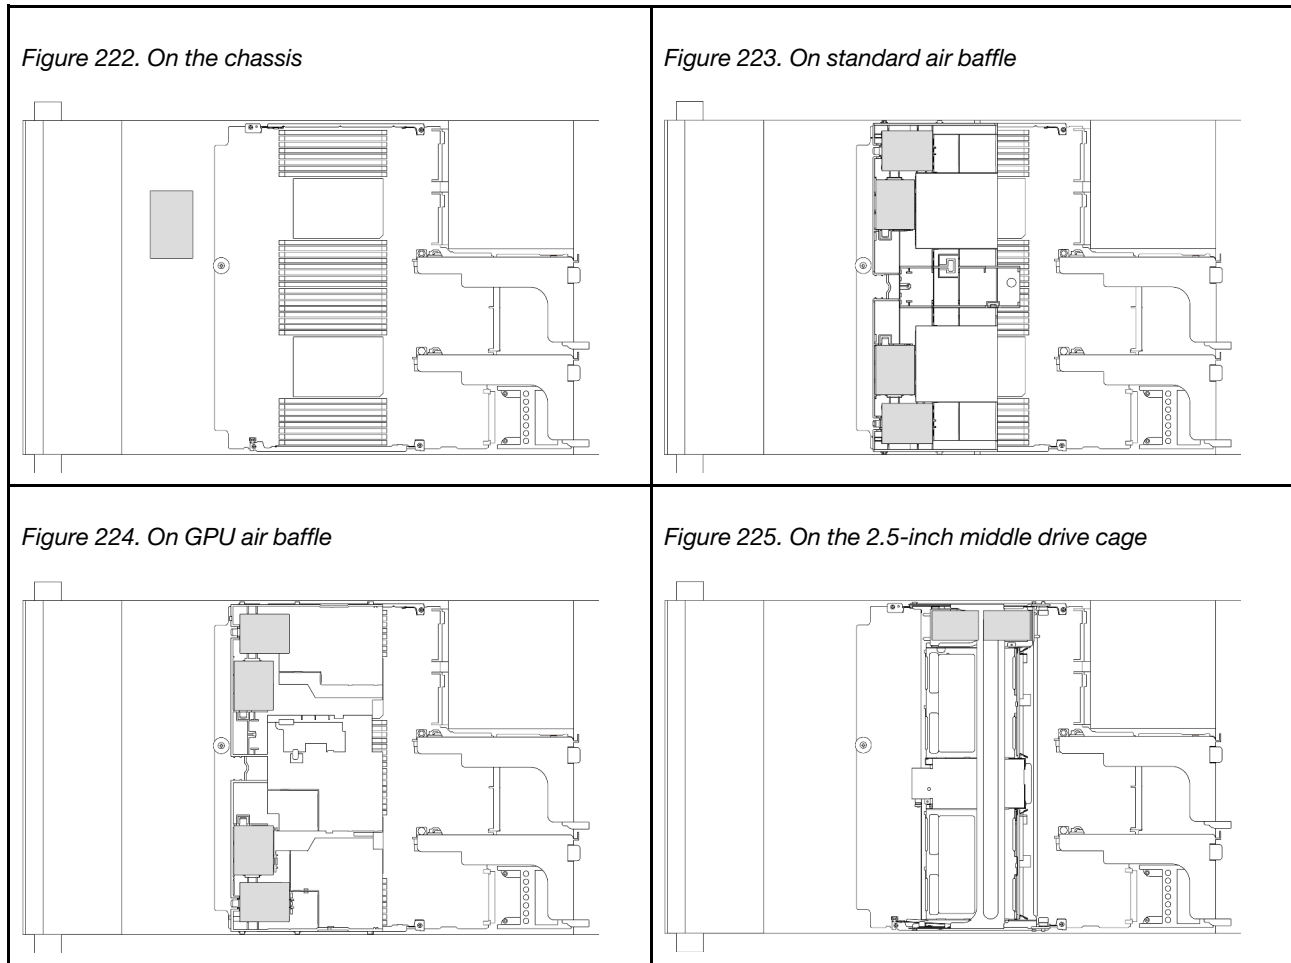 Figure 222. On the chassis
Figure 223. On standard air baffle
Figure 224. On GPU air baffle
Figure 225. On the 2.5-inch middle drive cage